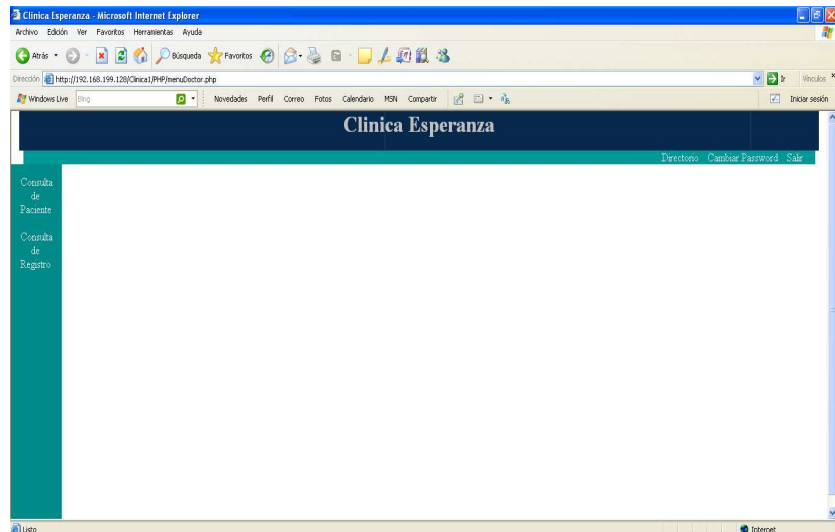 Clinica Esperanza - Microsoft Internet Explorer
Archivo Edición Ver Favoritos Herramientas Ayuda
Atrás Búsqueda Favoritos
Dirección http://192.168.199.128/Clinica1/PHP/menuDoctor.php Ir Vínculos
Windows Live Bing Novedades Perfil Correo Fotos Calendario MSN Compartir Iniciar sesión
Clinica Esperanza
Directorio Cambiar Password Salir
Consulta
de
Paciente
Consulta
de
Registro
Listo Internet